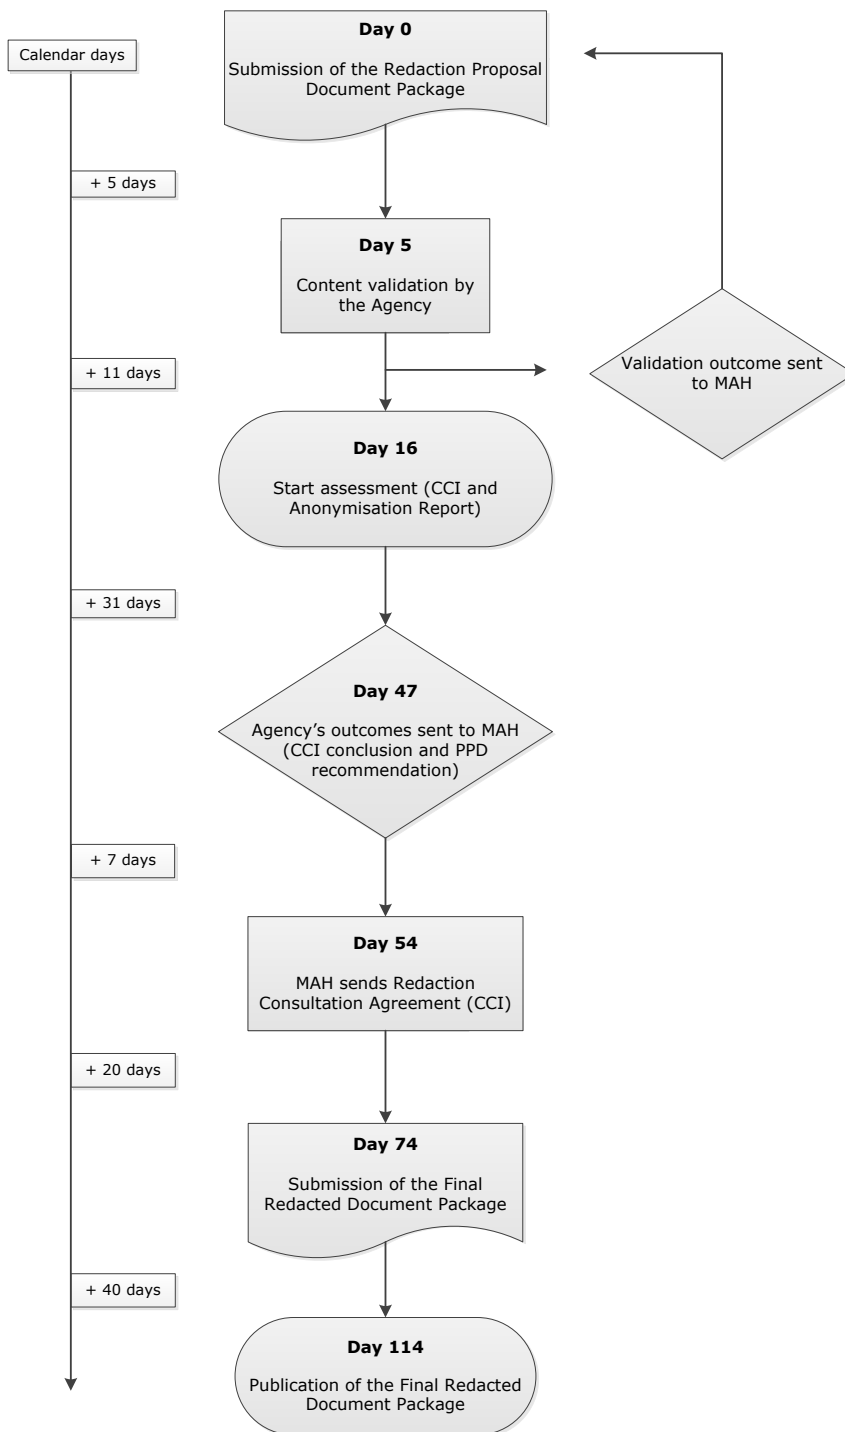 Calendar days
Day 0
Submission of the Redaction Proposal
Document Package
+ 5 days
Day 5
Content validation by
the Agency
+ 11 days
Validation outcome sent
to MAH
Day 16
Start assessment (CCI and
Anonymisation Report)
+ 31 days
Day 47
Agency's outcomes sent to MAH
(CCI conclusion and PPD
recommendation)
+ 7 days
Day 54
MAH sends Redaction
Consultation Agreement (CCI)
+ 20 days
Day 74
Submission of the Final
Redacted Document Package
+ 40 days
Day 114
Publication of the Final Redacted
Document Package